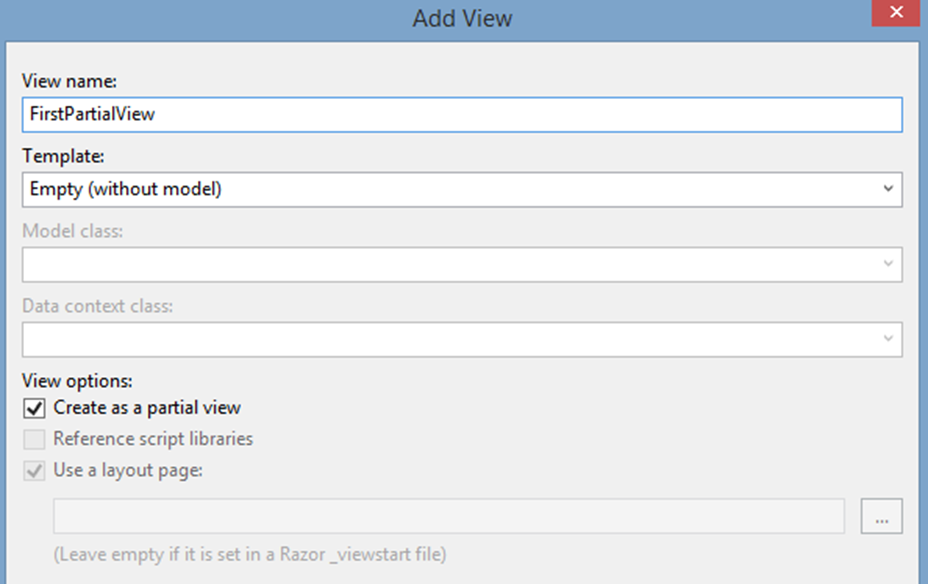 Add View
View name:
FirstPartialView
Template:
Empty (without model)
Model class:
Data context class:
View options:
Create as a partial view
Reference script libraries
Use a layout page:
...
(Leave empty if it is set in a Razor _viewstart file)